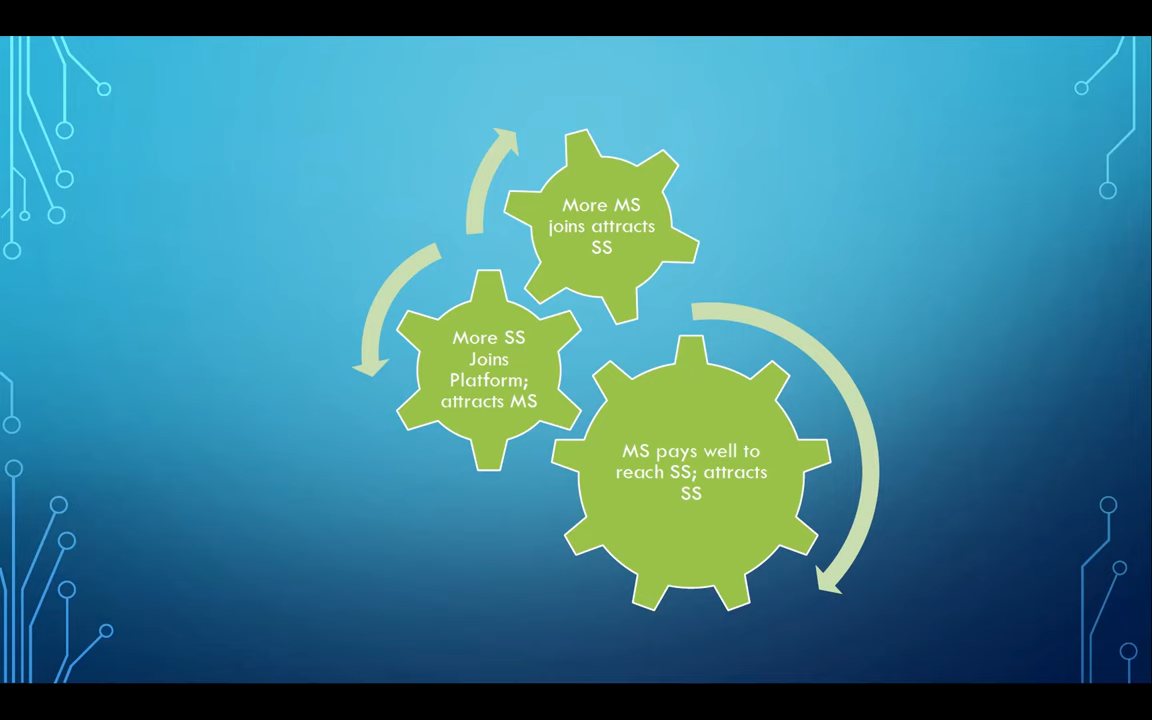 More MS
joins attracts
SS
More SS
Joins
Platform;
attracts MS
MS pays well to
reach SS; attracts
SS